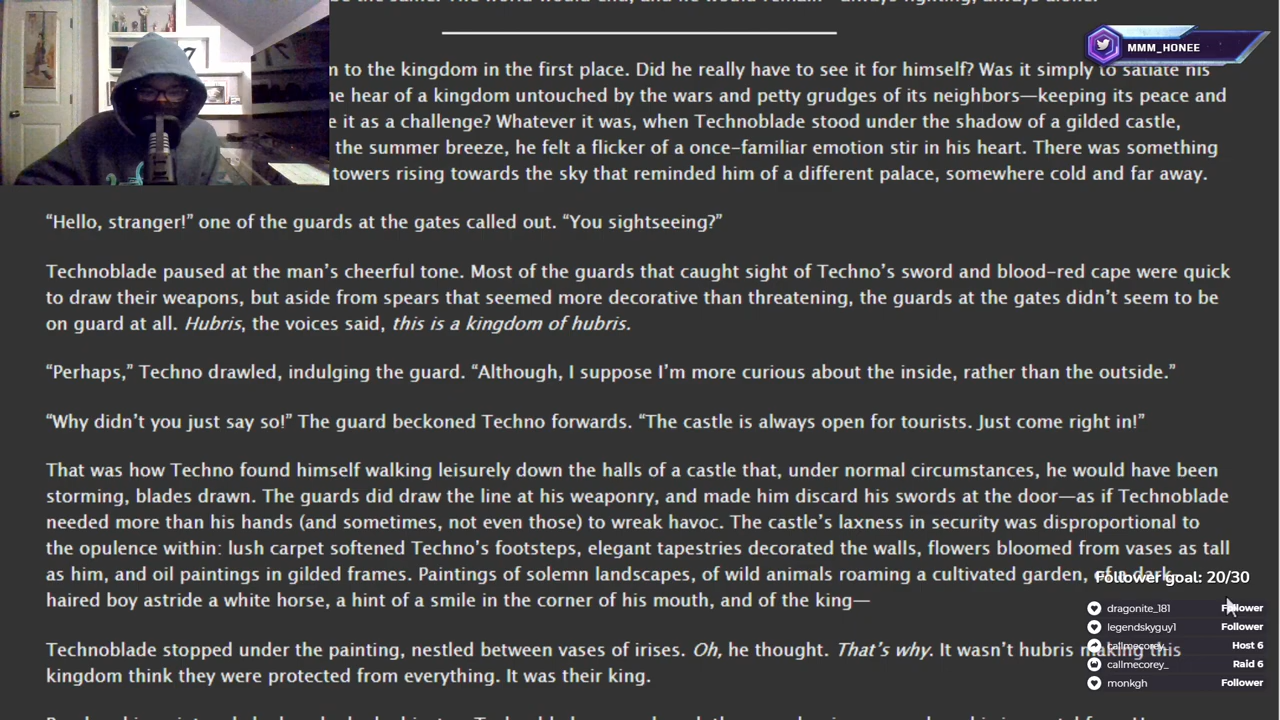 MMM_HONEE
m to the kingdom in the first place. Did he really have to see it for himself? Was it simply to satiate his
he hear of a kingdom untouched by the wars and petty grudges of its neighbors—keeping its peace and
e it as a challenge? Whatever it was, when Technoblade stood under the shadow of a gilded castle,
the summer breeze, he felt a flicker of a once-familiar emotion stir in his heart. There was something
towers rising towards the sky that reminded him of a different palace, somewhere cold and far away.
“Hello, stranger!” one of the guards at the gates called out. “You sightseeing?”
Technoblade paused at the man’s cheerful tone. Most of the guards that caught sight of Techno’s sword and blood-red cape were quick
to draw their weapons, but aside from spears that seemed more decorative than threatening, the guards at the gates didn’t seem to be
on guard at all. Hubris, the voices said, this is a kingdom of hubris.
“Perhaps,” Techno drawled, indulging the guard. “Although, I suppose I’m more curious about the inside, rather than the outside.”
“Why didn’t you just say so!” The guard beckoned Techno forwards. “The castle is always open for tourists. Just come right in!”
That was how Techno found himself walking leisurely down the halls of a castle that, under normal circumstances, he would have been
storming, blades drawn. The guards did draw the line at his weaponry, and made him discard his swords at the door—as if Technoblade
needed more than his hands (and sometimes, not even those) to wreak havoc. The castle’s laxness in security was disproportional to
the opulence within: lush carpet softened Techno’s footsteps, elegant tapestries decorated the walls, flowers bloomed from vases as tall
as him, and oil paintings in gilded frames. Paintings of solemn landscapes, of wild animals roaming a cultivated garden, of a dark-
haired boy astride a white horse, a hint of a smile in the corner of his mouth, and of the king—
Technoblade stopped under the painting, nestled between vases of irises. Oh, he thought. That’s why. It wasn’t hubris making this
kingdom think they were protected from everything. It was their king.
Follower goal: 20/30
dragonite_181 Follower
legendskyguy1 Follower
callmecorey_ Host 6
callmecorey_ Raid 6
monkgh Follower